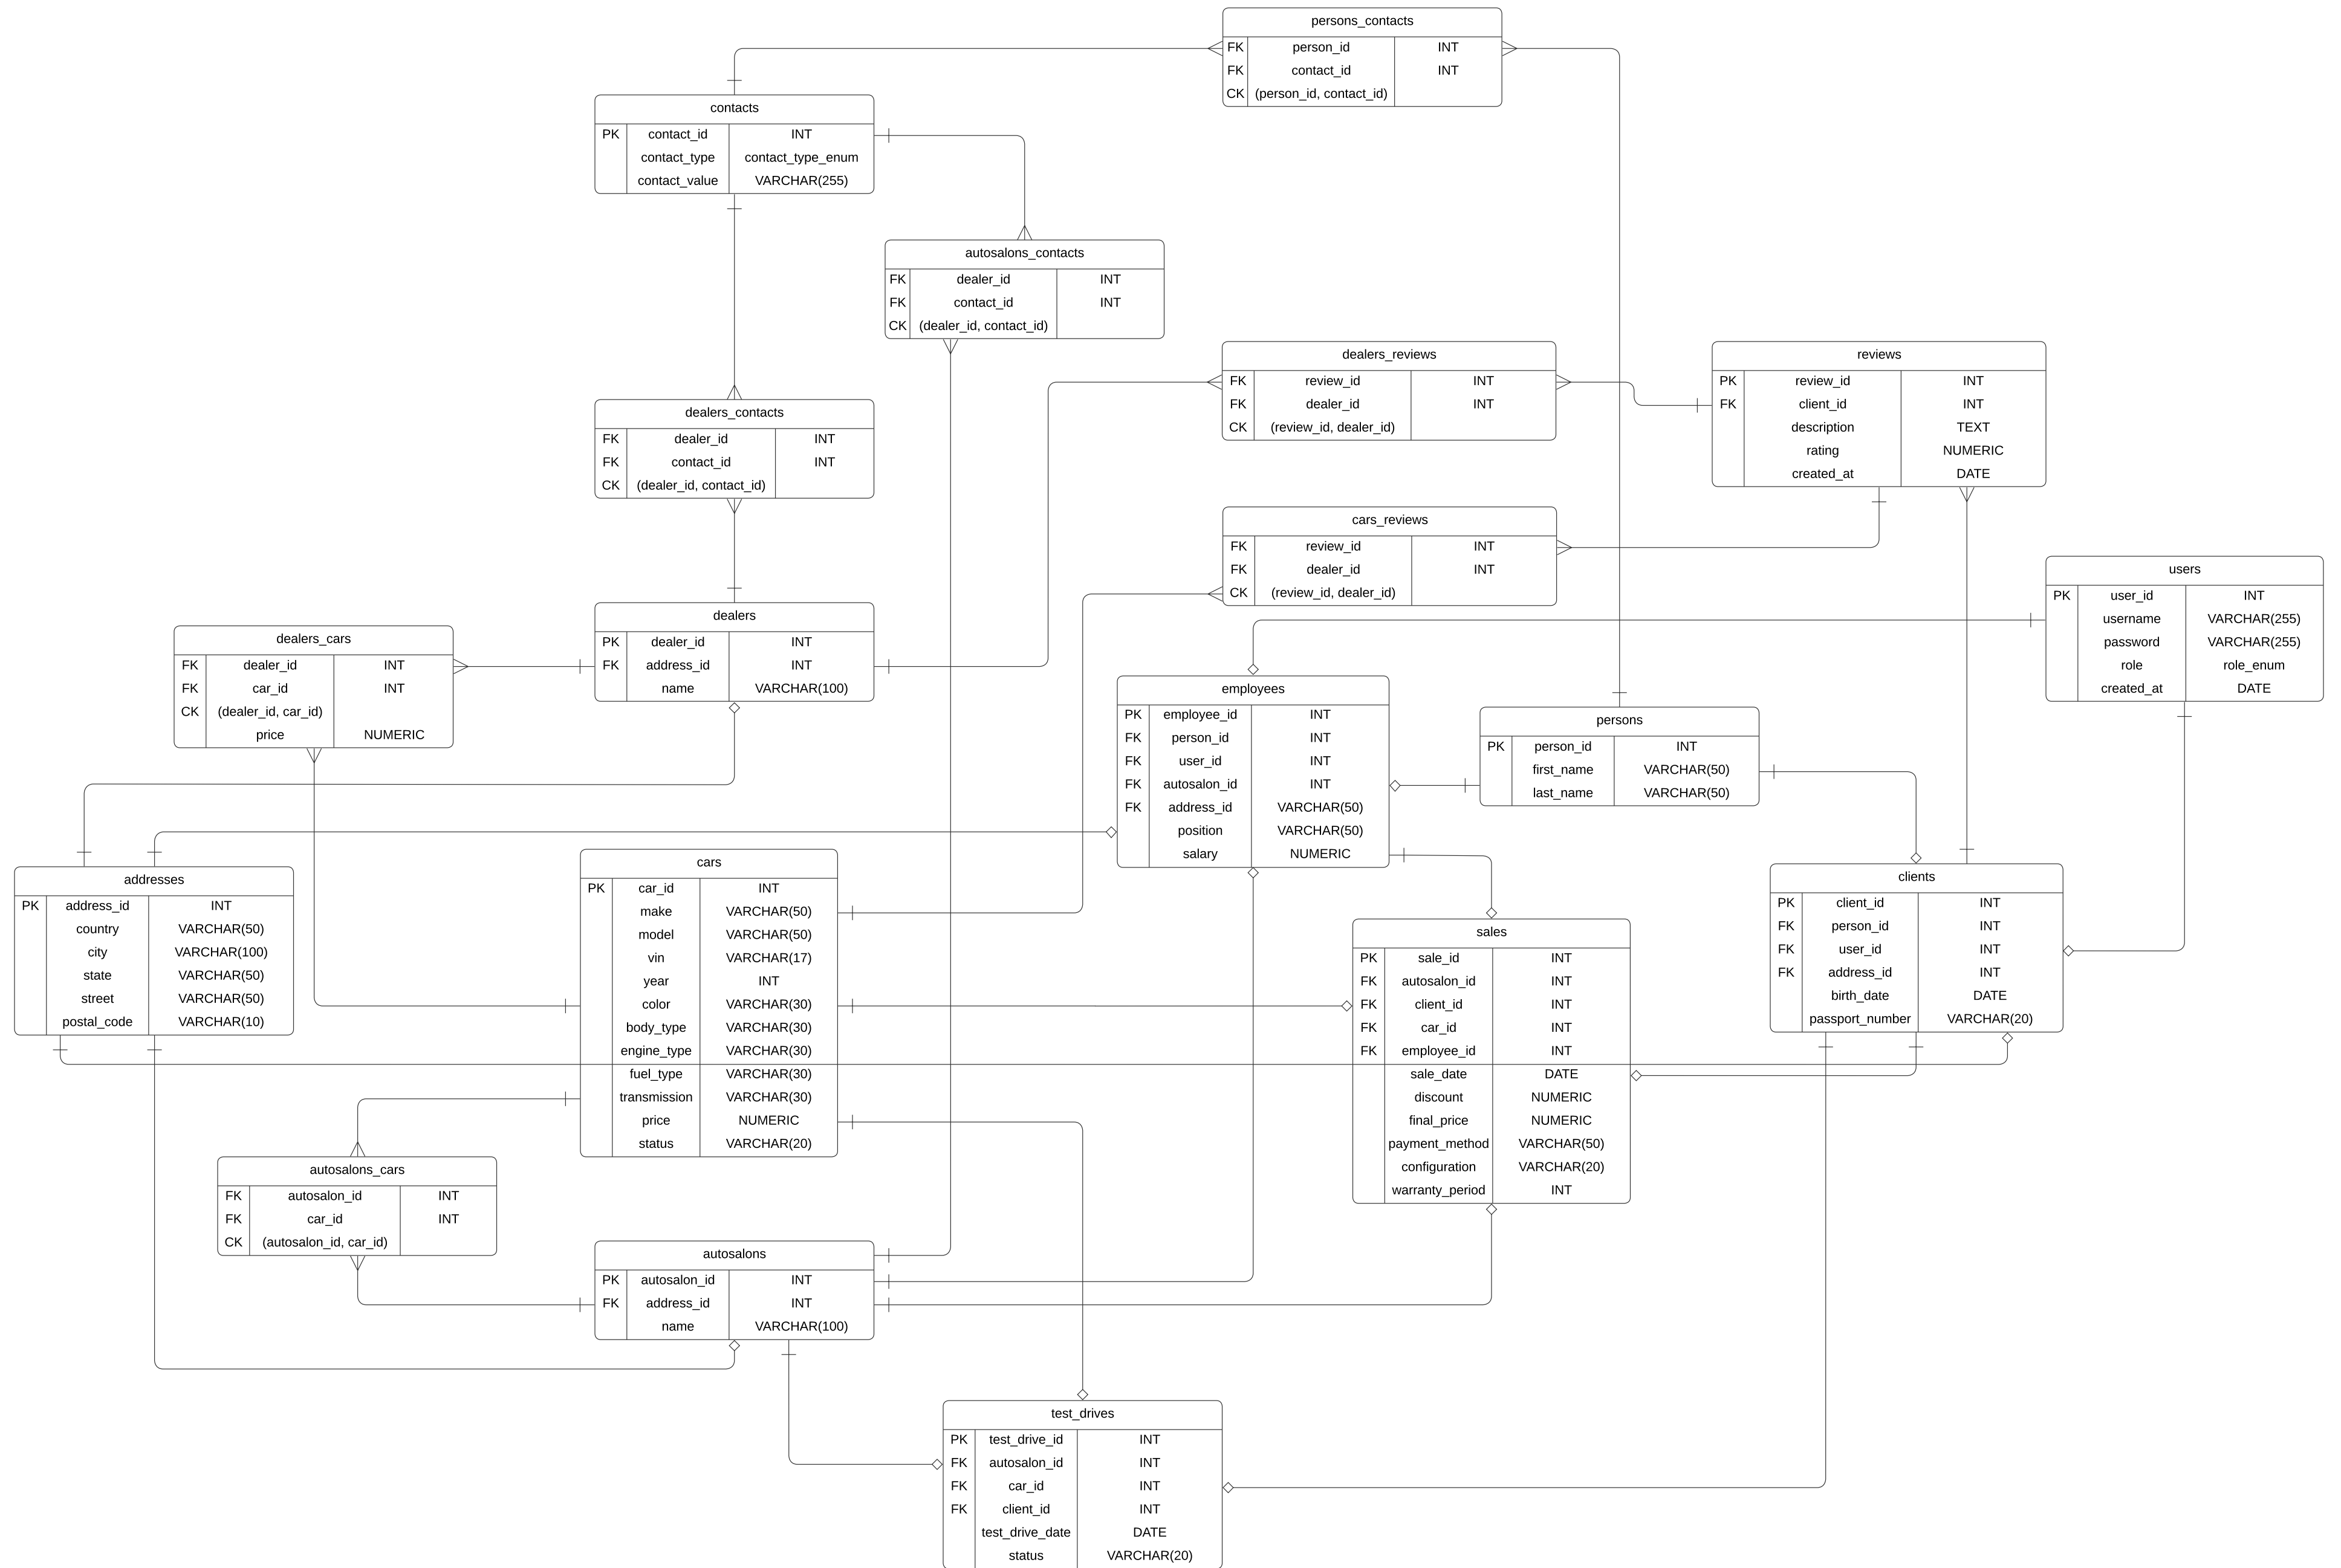 persons_contacts
FK person_id INT
FK contact_id INT
CK (person_id, contact_id)
contacts
PK contact_id INT
contact_type contact_type_enum
contact_value VARCHAR(255)
autosalons_contacts
FK dealer_id INT
FK contact_id INT
CK (dealer_id, contact_id)
dealers_reviews
FK review_id INT
FK dealer_id INT
CK (review_id, dealer_id)
reviews
PK review_id INT
FK client_id INT
description TEXT
rating NUMERIC
created_at DATE
dealers_contacts
FK dealer_id INT
FK contact_id INT
CK (dealer_id, contact_id)
cars_reviews
FK review_id INT
FK dealer_id INT
CK (review_id, dealer_id)
users
PK user_id INT
username VARCHAR(255)
password VARCHAR(255)
role role_enum
created_at DATE
dealers
PK dealer_id INT
FK address_id INT
name VARCHAR(100)
dealers_cars
FK dealer_id INT
FK car_id INT
CK (dealer_id, car_id)
price NUMERIC
employees
PK employee_id INT
FK person_id INT
FK user_id INT
FK autosalon_id INT
FK address_id VARCHAR(50)
position VARCHAR(50)
salary NUMERIC
persons
PK person_id INT
first_name VARCHAR(50)
last_name VARCHAR(50)
addresses
PK address_id INT
country VARCHAR(50)
city VARCHAR(100)
state VARCHAR(50)
street VARCHAR(50)
postal_code VARCHAR(10)
cars
PK car_id INT
make VARCHAR(50)
model VARCHAR(50)
vin VARCHAR(17)
year INT
color VARCHAR(30)
body_type VARCHAR(30)
engine_type VARCHAR(30)
fuel_type VARCHAR(30)
transmission VARCHAR(30)
price NUMERIC
status VARCHAR(20)
clients
PK client_id INT
FK person_id INT
FK user_id INT
FK address_id INT
birth_date DATE
passport_number VARCHAR(20)
sales
PK sale_id INT
FK autosalon_id INT
FK client_id INT
FK car_id INT
FK employee_id INT
sale_date DATE
discount NUMERIC
final_price NUMERIC
payment_method VARCHAR(50)
configuration VARCHAR(20)
warranty_period INT
autosalons_cars
FK autosalon_id INT
FK car_id INT
CK (autosalon_id, car_id)
autosalons
PK autosalon_id INT
FK address_id INT
name VARCHAR(100)
test_drives
PK test_drive_id INT
FK autosalon_id INT
FK car_id INT
FK client_id INT
test_drive_date DATE
status VARCHAR(20)